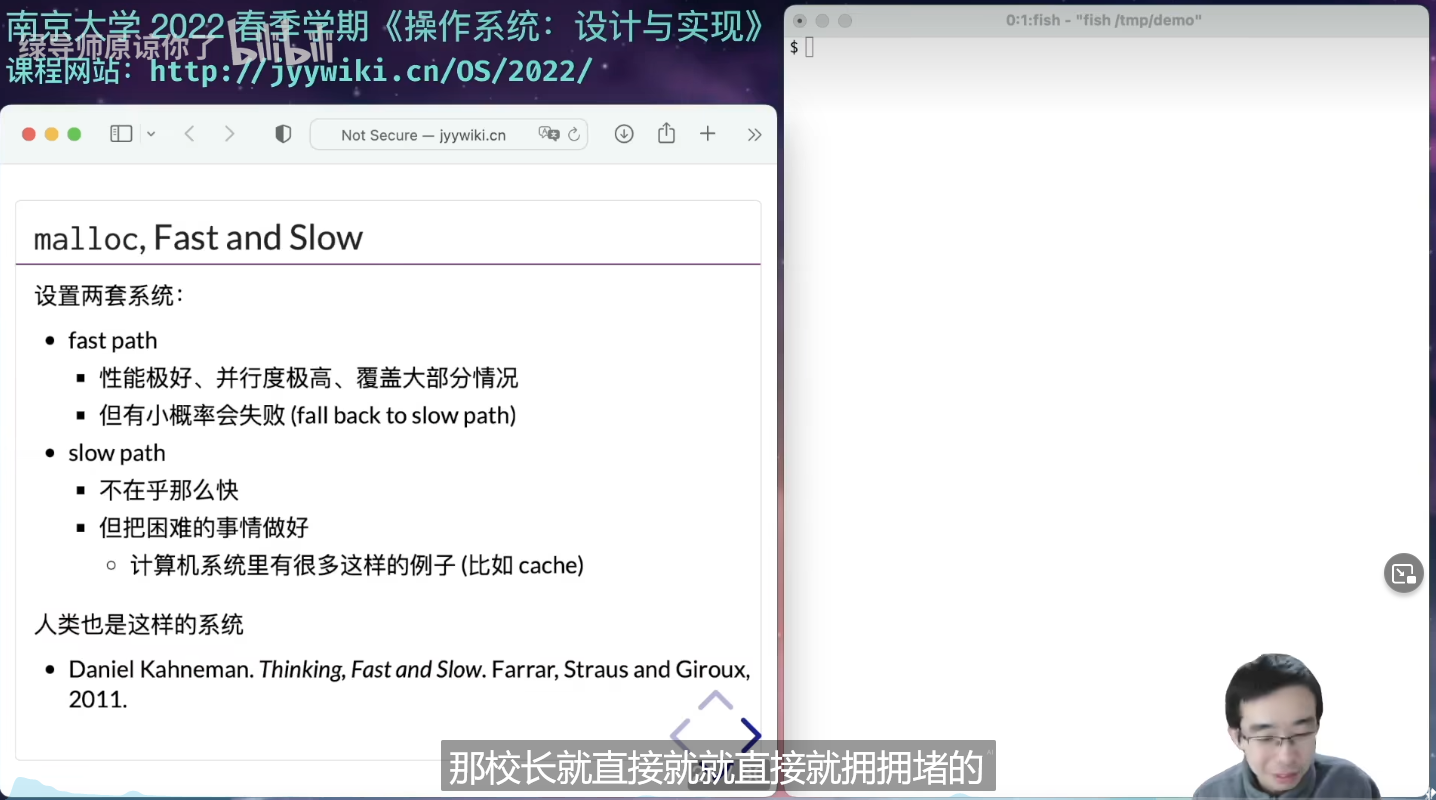 南京大学 2022 春季学期《操作系统：设计与实现》
绿导师原谅你了 bilibili
课程网站：http://jyywiki.cn/OS/2022/
0:1:fish - "fish /tmp/demo"
$
Not Secure — jyywiki.cn
malloc, Fast and Slow
设置两套系统：
fast path
性能极好、并行度极高、覆盖大部分情况
但有小概率会失败 (fall back to slow path)
slow path
不在乎那么快
但把困难的事情做好
计算机系统里有很多这样的例子 (比如 cache)
人类也是这样的系统
Daniel Kahneman. Thinking, Fast and Slow. Farrar, Straus and Giroux,
2011.
那校长就直接就就直接就拥拥堵的